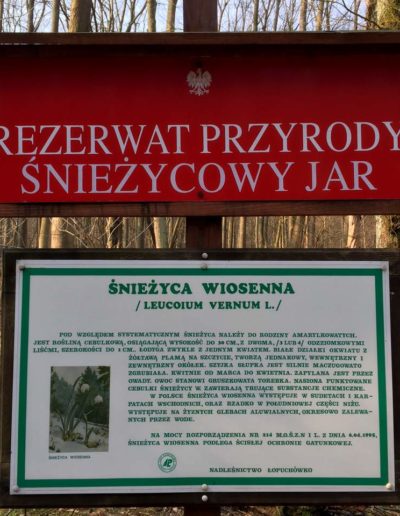 REZERWAT PRZYRODY
ŚNIEŻYCOWY JAR
ŚNIEŻYCA WIOSENNA
/LEUCOIUM VERNUM L./
POD WZGLĘDEM SYSTEMATYCZNYM ŚNIEŻYCA NALEŻY DO RODZINY AMARYLKOWATYCH.
JEST ROŚLINĄ CEBULKOWĄ, OSIĄGAJĄCĄ WYSOKOŚĆ DO 30 CM., Z DWOMA, /3 LUB 4/ ODZIOMKOWYMI
LIŚĆMI, SZEROKOŚCI DO 1 CM.. ŁODYGA ZWYKLE Z JEDNYM KWIATEM. BIAŁE DZIAŁKI OKWIATU Z
ŻÓŁTAWĄ PLAMĄ NA SZCZYCIE, TWORZĄ JEDNAKOWY, WEWNĘTRZNY I
ZEWNĘTRZNY OKÓŁEK. SZYJKA SŁUPKA JEST SILNIE MACZUGOWATO
ZGRUBIAŁA. KWITNIE OD MARCA DO KWIETNIA. ZAPYLANA JEST PRZEZ
OWADY. OWOC STANOWI GRUSZKOWATA TOREBKA. NASIONA PUNKTOWANE
CEBULKI ŚNIEŻYCY W ZAWIERAJĄ TRUJĄCE SUBSTANCJE CHEMICZNE.
W POLSCE ŚNIEŻYCA WIOSENNA WYSTĘPUJE W SUDETACH I KAR-
PATACH WSCHODNICH, ORAZ RZADKO W POŁUDNIOWEJ CZĘŚCI NIŻU.
WYSTĘPUJE NA ŻYZNYCH GLEBACH ALUWIALNYCH, OKRESOWO ZALEWA-
NYCH PRZEZ WODĘ.
NA MOCY ROZPORZĄDZENIA NR M.O.Ś.Z.N I L. Z DNIA 6.04.1995,
ŚNIEŻYCA WIOSENNA PODLEGA ŚCISŁEJ OCHRONIE GATUNKOWEJ.
ŚNIEŻYCA WIOSENNA
NADLEŚNICTWO ŁOPUCHÓWKO